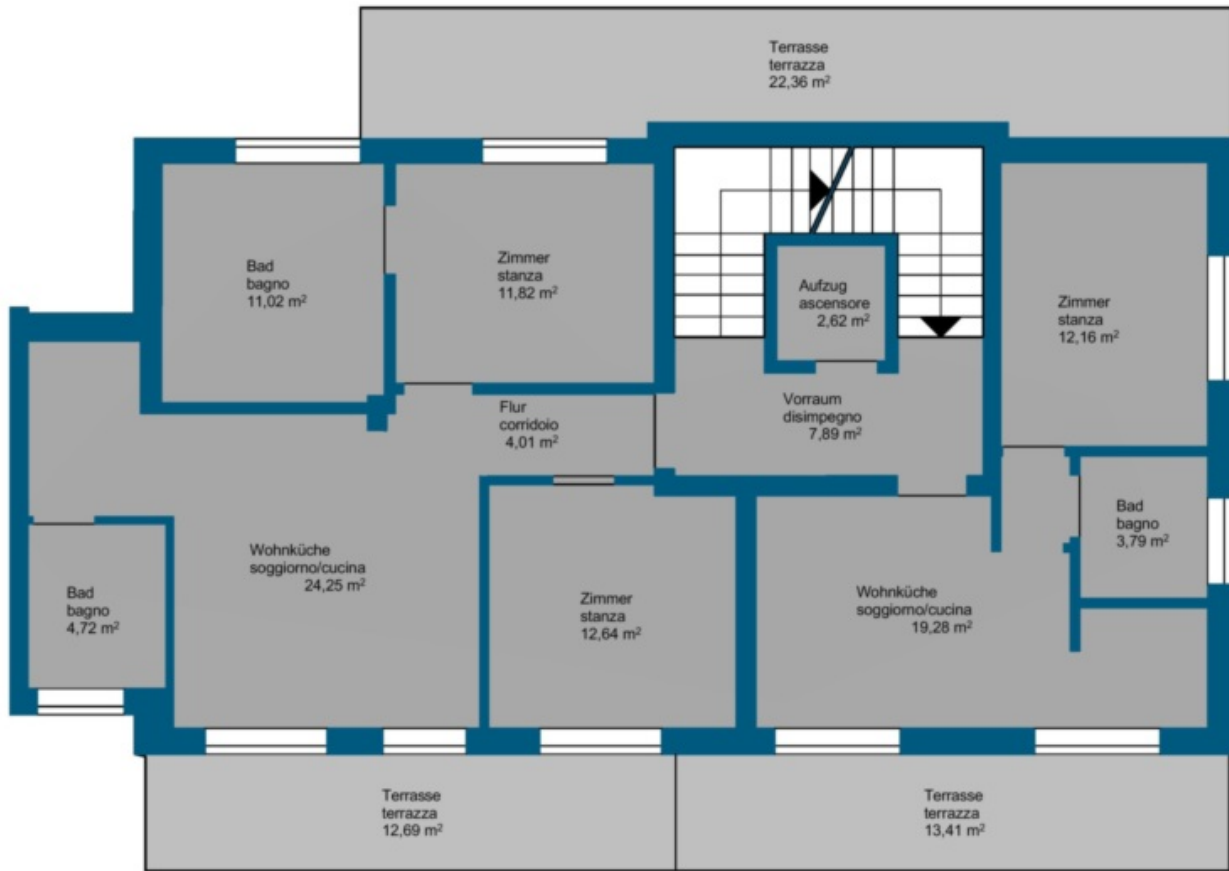 Terrasse
terrazza
22,36 m²
Bad
bagno
11,02 m²
Zimmer
stanza
11,82 m²
Aufzug
ascensore
2,62 m²
Zimmer
stanza
12,16 m²
Flur
corridoio
4,01 m²
Vorraum
disimpegno
7,89 m²
Bad
bagno
3,79 m²
Wohnküche
soggiorno/cucina
24,25 m²
Bad
bagno
4,72 m²
Zimmer
stanza
12,64 m²
Wohnküche
soggiorno/cucina
19,28 m²
Terrasse
terrazza
12,69 m²
Terrasse
terrazza
13,41 m²